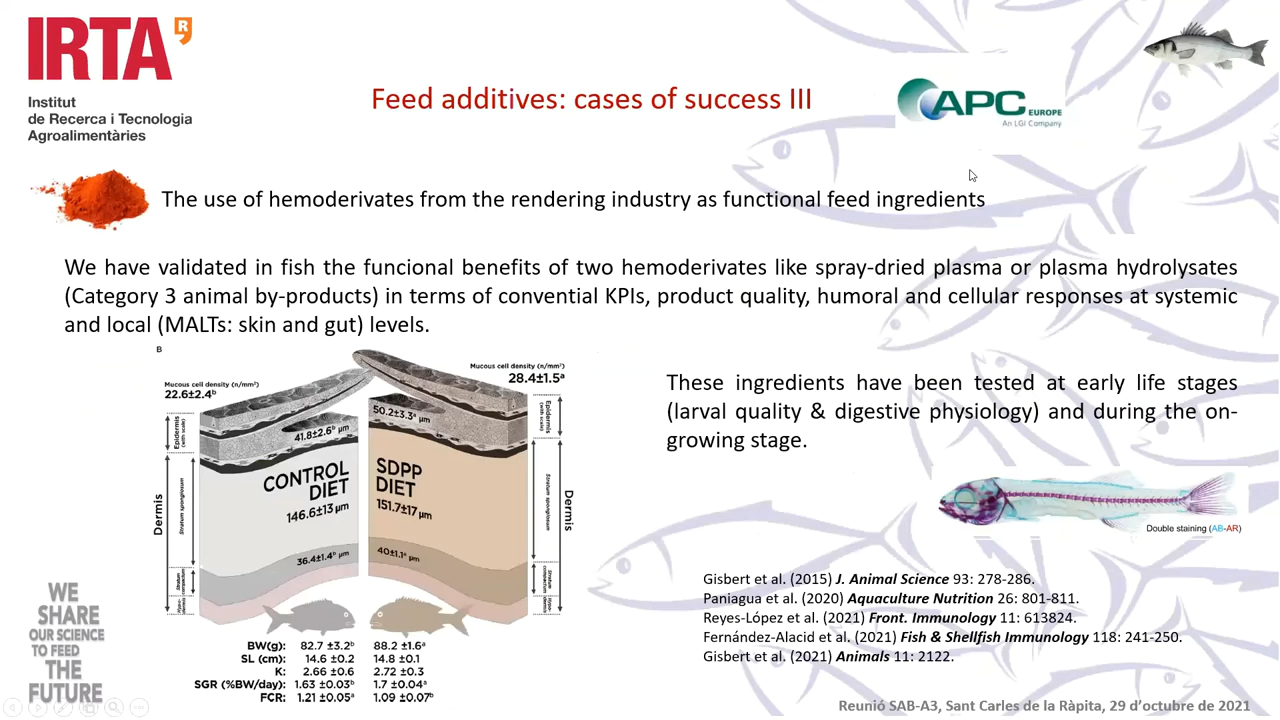 IRTA
R
Institut
de Recerca i Tecnologia
Agroalimentàries
Feed additives: cases of success III
APC EUROPE
An LGI Company
The use of hemoderivates from the rendering industry as functional feed ingredients
We have validated in fish the funcional benefits of two hemoderivates like spray-dried plasma or plasma hydrolysates
(Category 3 animal by-products) in terms of convential KPIs, product quality, humoral and cellular responses at systemic
and local (MALTs: skin and gut) levels.
B
Mucous cell density (n/mm²)
22.6±2.4ᵇ
Mucous cell density (n/mm²)
28.4±1.5ᵃ
Epidermis
(with scale)
41.8±2.6ᵇ µm
50.2±3.3ᵃ µm
Epidermis
(with scale)
CONTROL
DIET
146.6±13 µm
SDPP
DIET
151.7±17 µm
Dermis
Stratum spongiosum
Stratum spongiosum
Dermis
36.4±1.4ᵇ µm
40±1.1ᵃ µm
Stratum
compactum
Stratum
compactum
BW(g): 82.7 ±3.2ᵇ 88.2 ±1.6ᵃ
SL (cm): 14.6 ±0.2 14.8 ±0.1
K: 2.66 ±0.6 2.72 ±0.3
SGR (%BW/day): 1.63 ±0.03ᵇ 1.7 ±0.04ᵃ
FCR: 1.21 ±0.05ᵃ 1.09 ±0.07ᵇ
These ingredients have been tested at early life stages
(larval quality & digestive physiology) and during the on-
growing stage.
Double staining (AB-AR)
Gisbert et al. (2015) J. Animal Science 93: 278-286.
Paniagua et al. (2020) Aquaculture Nutrition 26: 801-811.
Reyes-López et al. (2021) Front. Immunology 11: 613824.
Fernández-Alacid et al. (2021) Fish & Shellfish Immunology 118: 241-250.
Gisbert et al. (2021) Animals 11: 2122.
WE
SHARE
OUR SCIENCE
TO FEED
THE
FUTURE
Reunió SAB-A3, Sant Carles de la Ràpita, 29 d’octubre de 2021